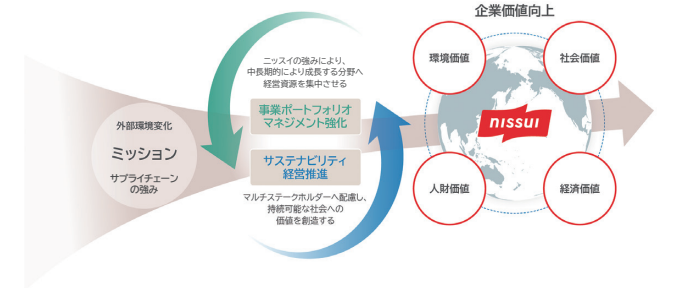 企業価値向上
ニッスイの強みにより、
中長期的により成長する分野へ
経営資源を集中させる
環境価値
社会価値
事業ポートフォリオ
マネジメント強化
外部環境変化
ミッション
サプライチェーン
の強み
nissui
サステナビリティ
経営推進
マルチステークホルダーへ配慮し、
持続可能な社会への
価値を創造する
人財価値
経済価値